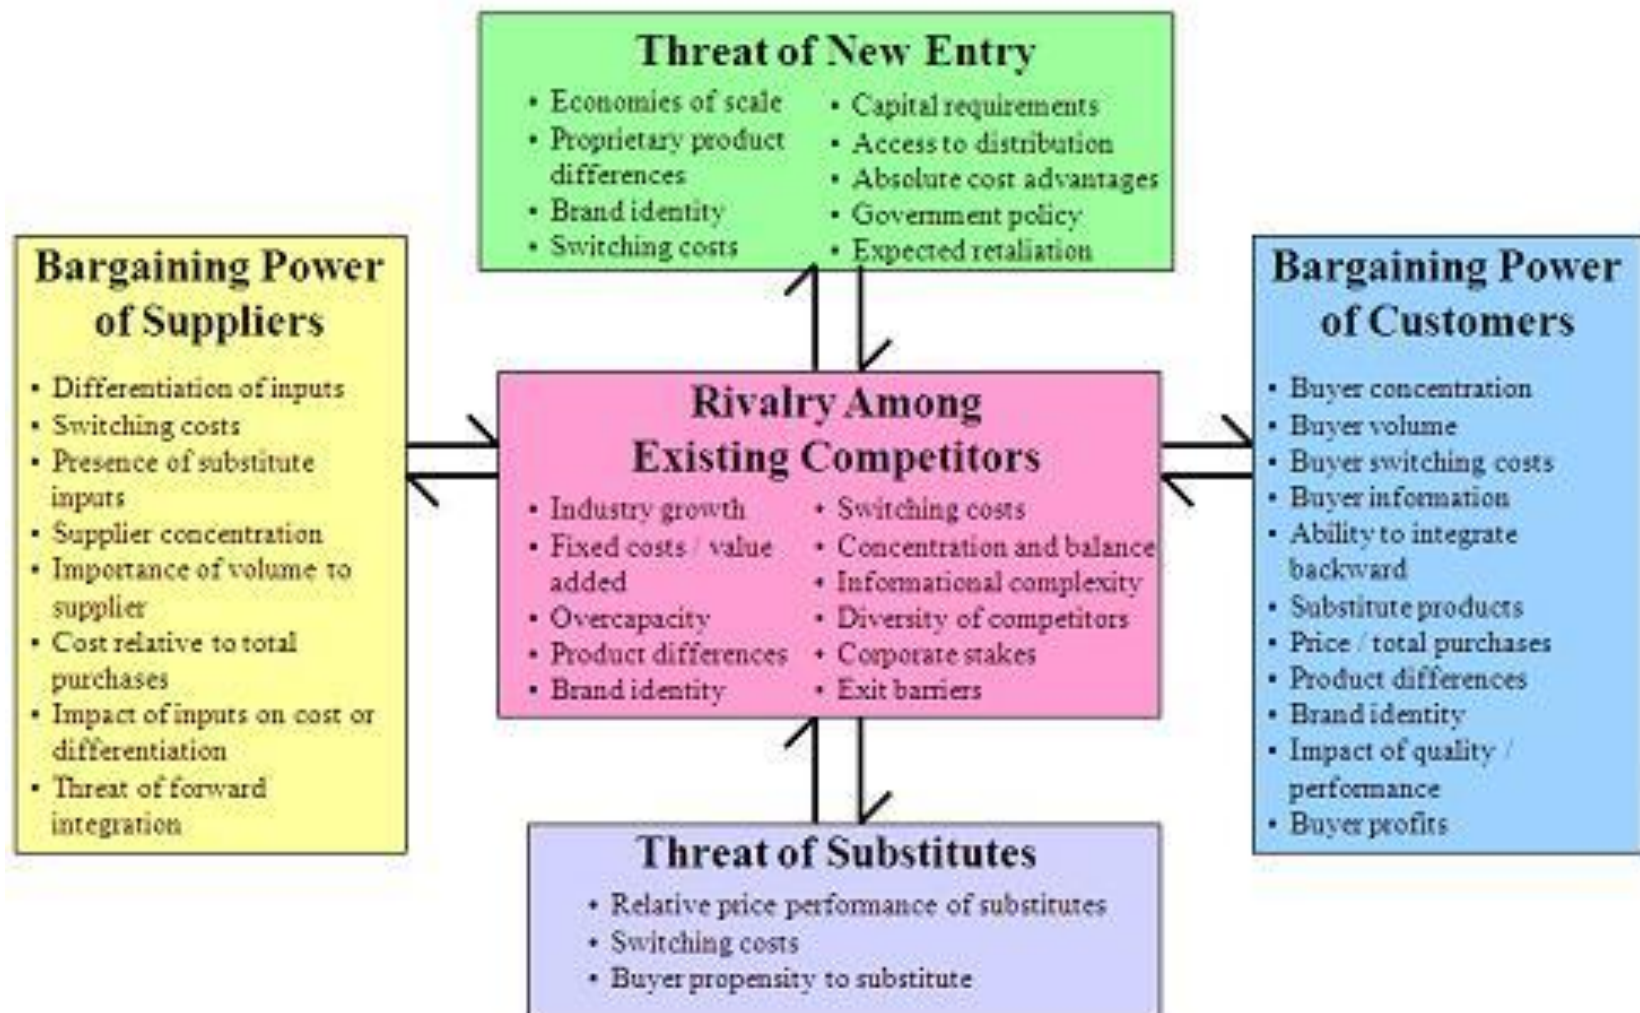 Threat of New Entry
• Economies of scale
• Proprietary product
differences
• Brand identity
• Switching costs
• Capital requirements
• Access to distribution
• Absolute cost advantages
• Government policy
• Expected retaliation
Bargaining Power
of Suppliers
• Differentiation of inputs
• Switching costs
• Presence of substitute
inputs
• Supplier concentration
• Importance of volume to
supplier
• Cost relative to total
purchases
• Impact of inputs on cost or
differentiation
• Threat of forward
integration
Rivalry Among
Existing Competitors
• Industry growth
• Fixed costs / value
added
• Overcapacity
• Product differences
• Brand identity
• Switching costs
• Concentration and balance
• Informational complexity
• Diversity of competitors
• Corporate stakes
• Exit barriers
Bargaining Power
of Customers
• Buyer concentration
• Buyer volume
• Buyer switching costs
• Buyer information
• Ability to integrate
backward
• Substitute products
• Price / total purchases
• Product differences
• Brand identity
• Impact of quality /
performance
• Buyer profits
Threat of Substitutes
• Relative price performance of substitutes
• Switching costs
• Buyer propensity to substitute